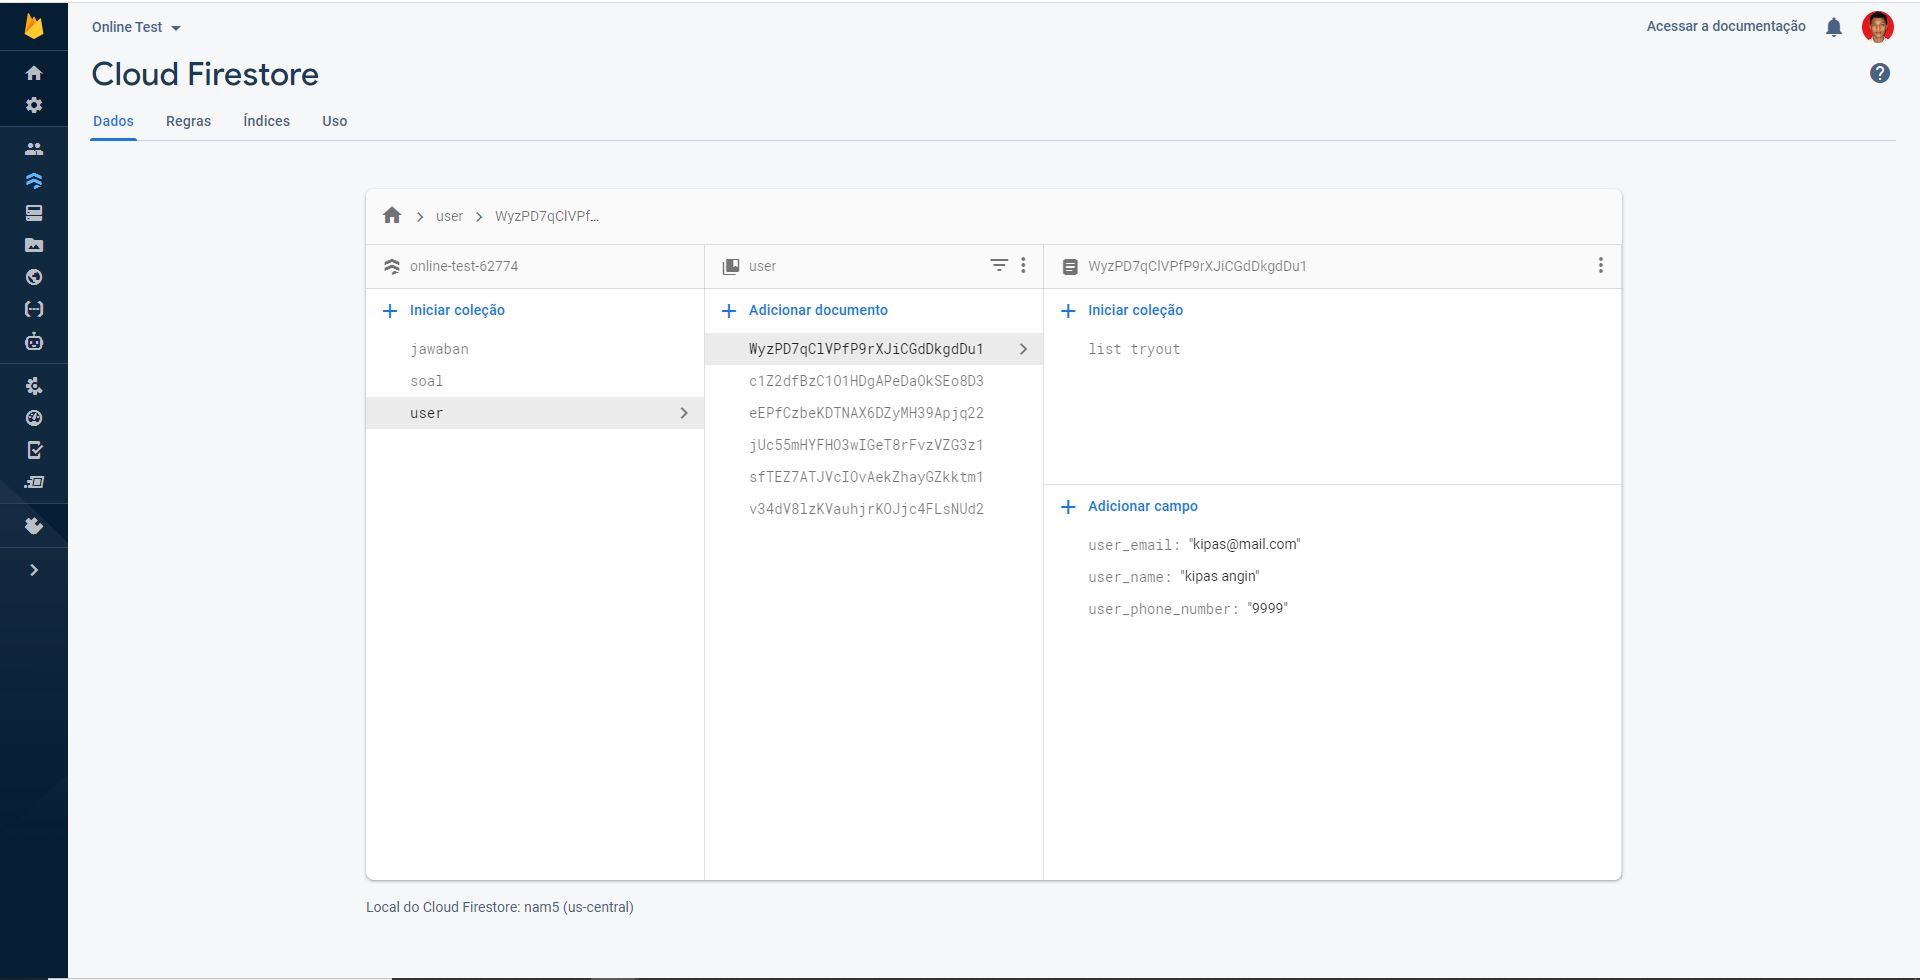 Online Test
Acessar a documentação
Cloud Firestore
Dados Regras Índices Uso
user WyzPD7qClVPf...
online-test-62774
Iniciar coleção
jawaban
soal
user
user
Adicionar documento
WyzPD7qClVPfP9rXJiCGdDkgdDu1
c1Z2dfBzC1O1HDgAPeDaOkSEo8D3
eEPfCzbeKDTNAX6DZyMH39Apjq22
jUc55mHYFHO3wIGeT8rFvzVZG3z1
sfTEZ7ATJVcIOvAekZhayGZkktm1
v34dV8lzKVauhjrKOJjc4FLsNUd2
WyzPD7qClVPfP9rXJiCGdDkgdDu1
Iniciar coleção
list tryout
Adicionar campo
user_email: "kipas@mail.com"
user_name: "kipas angin"
user_phone_number: "9999"
Local do Cloud Firestore: nam5 (us-central)